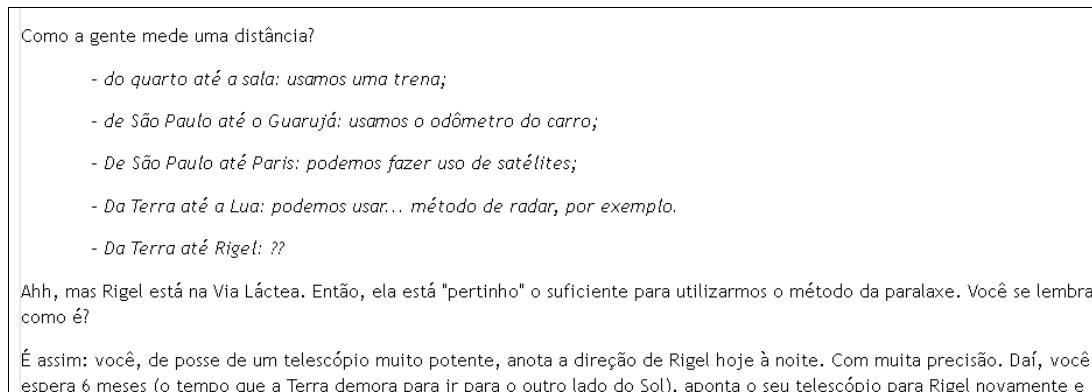 Como a gente mede uma distância?
- do quarto até a sala: usamos uma trena;
- de São Paulo até o Guarujá: usamos o odômetro do carro;
- De São Paulo até Paris: podemos fazer uso de satélites;
- Da Terra até a Lua: podemos usar... método de radar, por exemplo.
- Da Terra até Rigel: ??
Ahh, mas Rigel está na Via Láctea. Então, ela está "pertinho" o suficiente para utilizarmos o método da paralaxe. Você se lembra
como é?
É assim: você, de posse de um telescópio muito potente, anota a direção de Rigel hoje à noite. Com muita precisão. Daí, você
espera 6 meses (o tempo que a Terra demora para ir para o outro lado do Sol), aponta o seu telescópio para Rigel novamente e